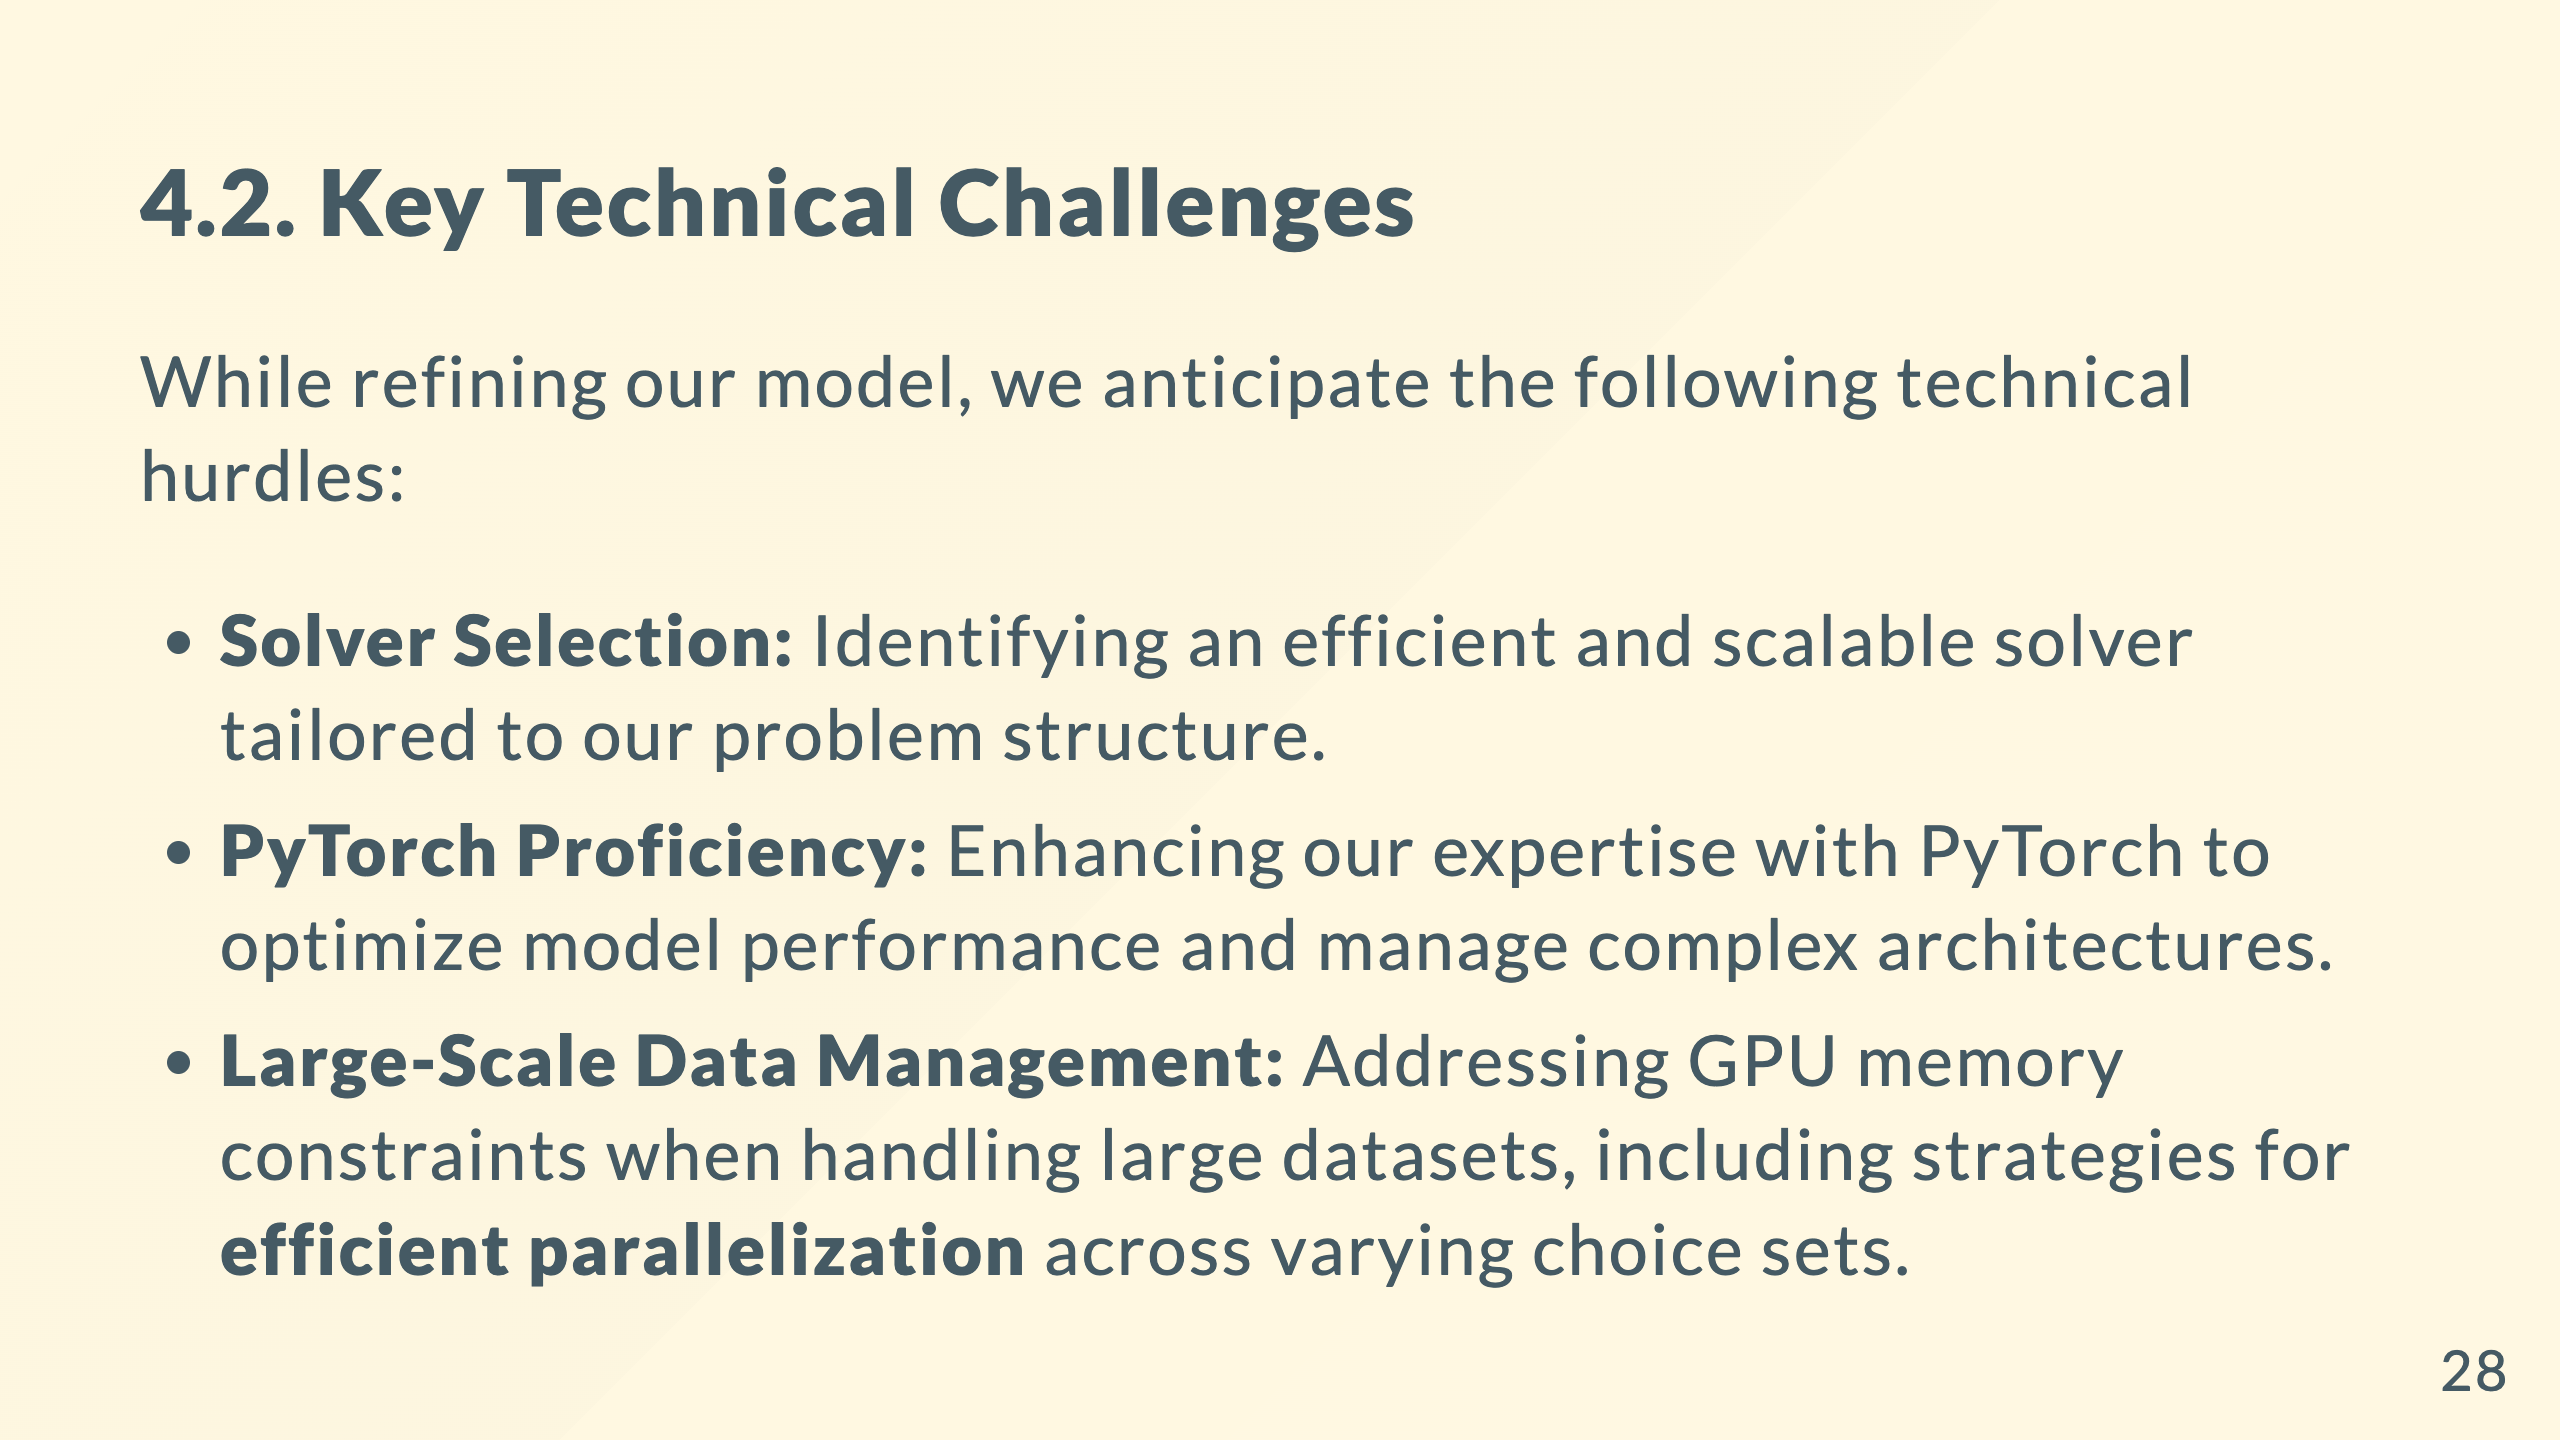 4.2. Key Technical Challenges
While refining our model, we anticipate the following technical
hurdles:
• Solver Selection: Identifying an efficient and scalable solver
tailored to our problem structure.
• PyTorch Proficiency: Enhancing our expertise with PyTorch to
optimize model performance and manage complex architectures.
• Large-Scale Data Management: Addressing GPU memory
constraints when handling large datasets, including strategies for
efficient parallelization across varying choice sets.
28